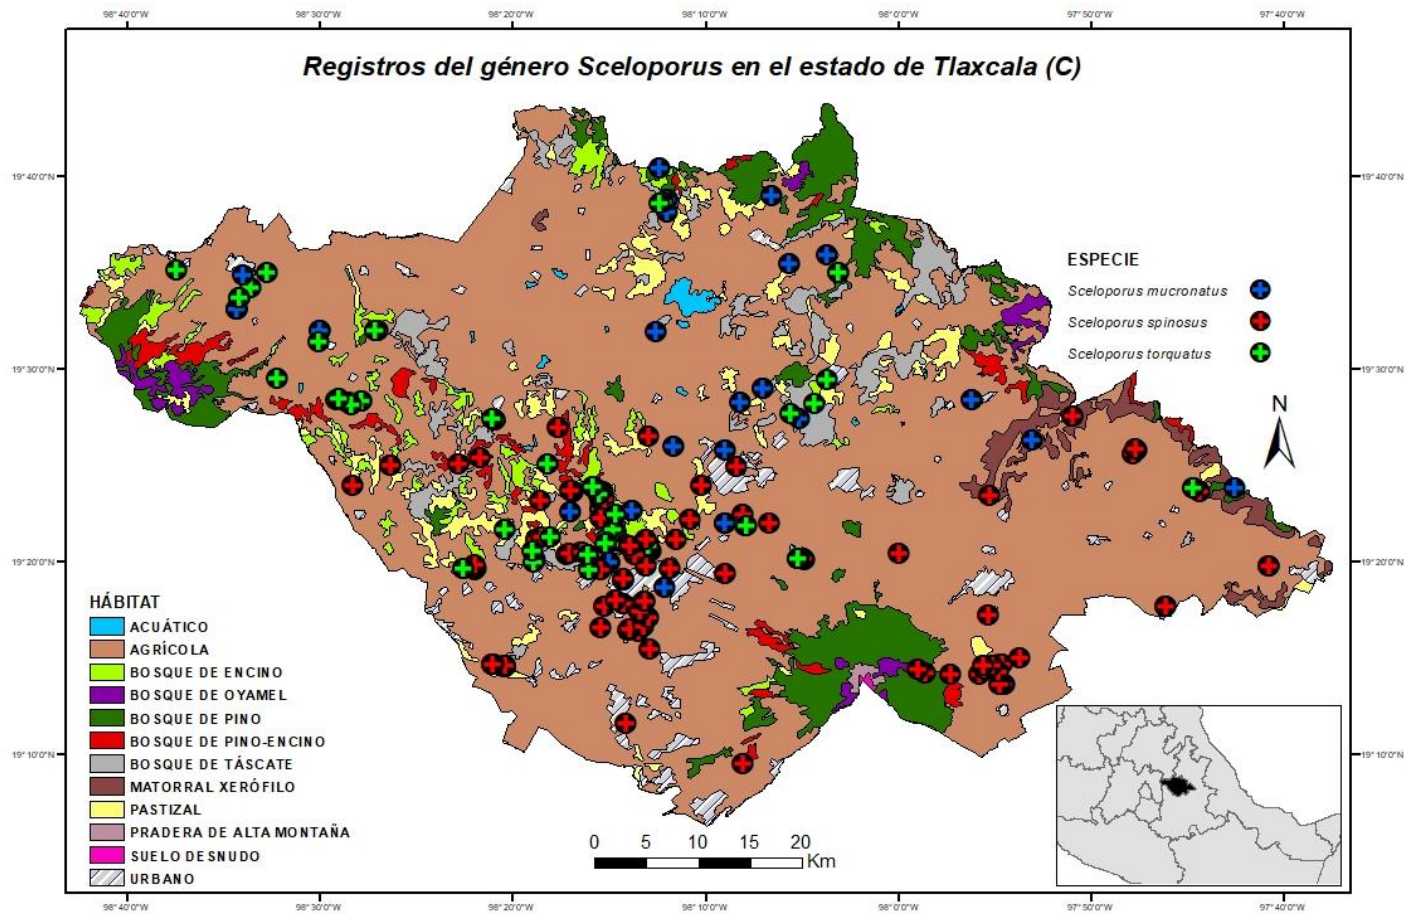 98°40'0"W 98°30'0"W 98°20'0"W 98°10'0"W 98°0'0"W 97°50'0"W 97°40'0"W
Registros del género Sceloporus en el estado de Tlaxcala (C)
19°40'0"N 19°40'0"N
ESPECIE
Sceloporus mucronatus
Sceloporus spinosus
Sceloporus torquatus
19°30'0"N 19°30'0"N
N
19°20'0"N 19°20'0"N
HÁBITAT
ACUÁTICO
AGRÍCOLA
BOSQUE DE ENCINO
BOSQUE DE OYAMEL
BOSQUE DE PINO
BOSQUE DE PINO-ENCINO
BOSQUE DE TÁSCATE
MATORRAL XERÓFILO
PASTIZAL
PRADERA DE ALTA MONTAÑA
SUELO DESNUDO
URBANO
19°10'0"N 19°10'0"N
0 5 10 15 20
Km
98°40'0"W 98°30'0"W 98°20'0"W 98°10'0"W 98°0'0"W 97°50'0"W 97°40'0"W